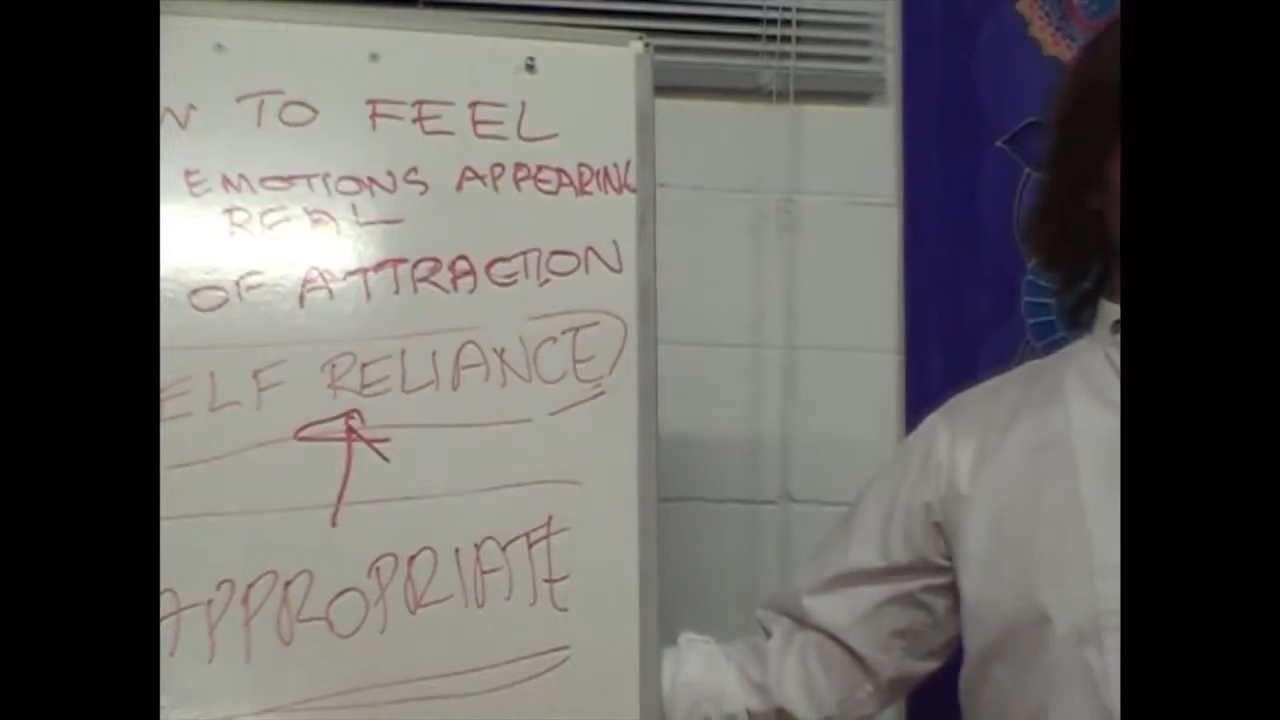 TO FEEL
EMOTIONS APPEARING
REAL
OF ATTRACTION
ELF RELIANCE
APPROPRIATE